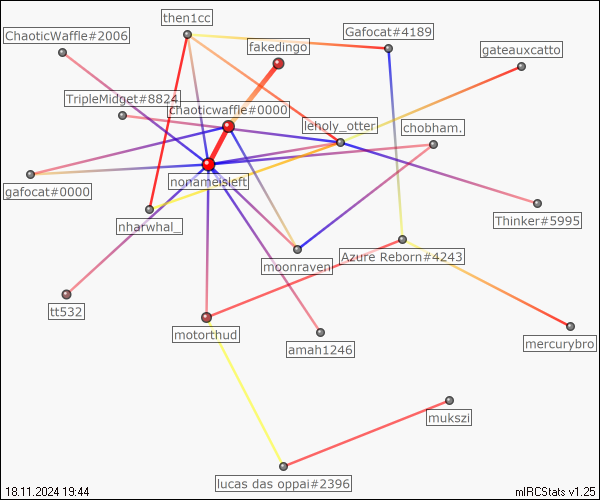 then1cc
ChaoticWaffle#2006
Gafocat#4189
fakedingo
gateauxcatto
TripleMidget#8824
chaoticwaffle#0000
leholy_otter
chobham.
nonameisleft
gafocat#0000
nharwhal_
Thinker#5995
Azure Reborn#4243
moonraven
tt532
motorthud
amah1246
mercurybro
mukszi
lucas das oppai#2396
18.11.2024 19:44
mIRCStats v1.25